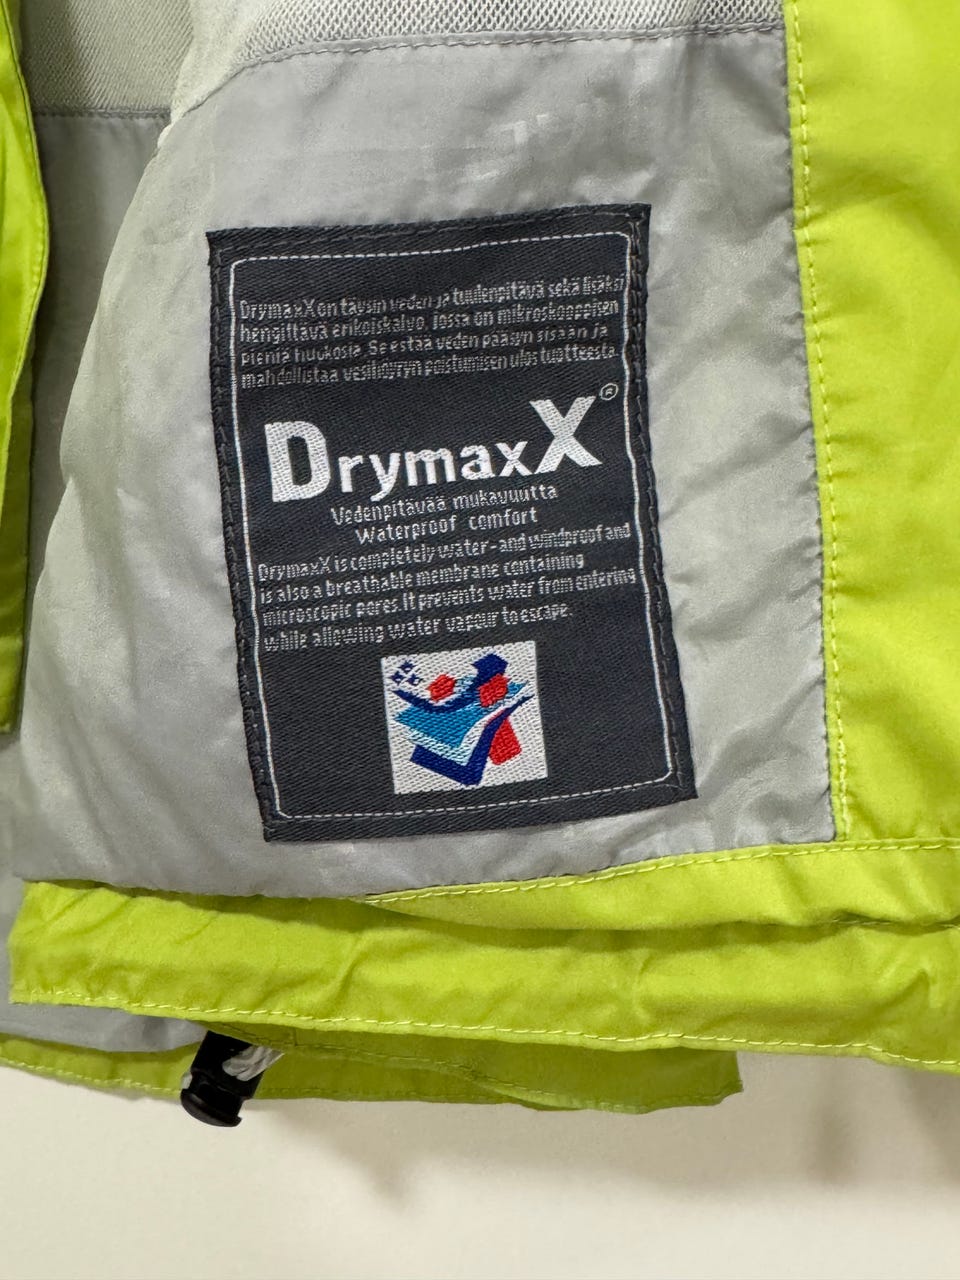 DrymaxX on täysin veden ja tuulenpitävä sekä lisäksi
hengittävä erikoiskalvo, jossa on mikroskooppisen
pieniä huokosia. Se estää veden pääsyn sisään ja
mahdollistaa vesihöyryn poistumisen ulos tuotteesta.
DrymaxX®
Vedenpitävää mukavuutta
Waterproof comfort
DrymaxX is completely water-and windproof and
is also a breathable membrane containing
microscopic pores. It prevents water from entering
while allowing water vapour to escape.